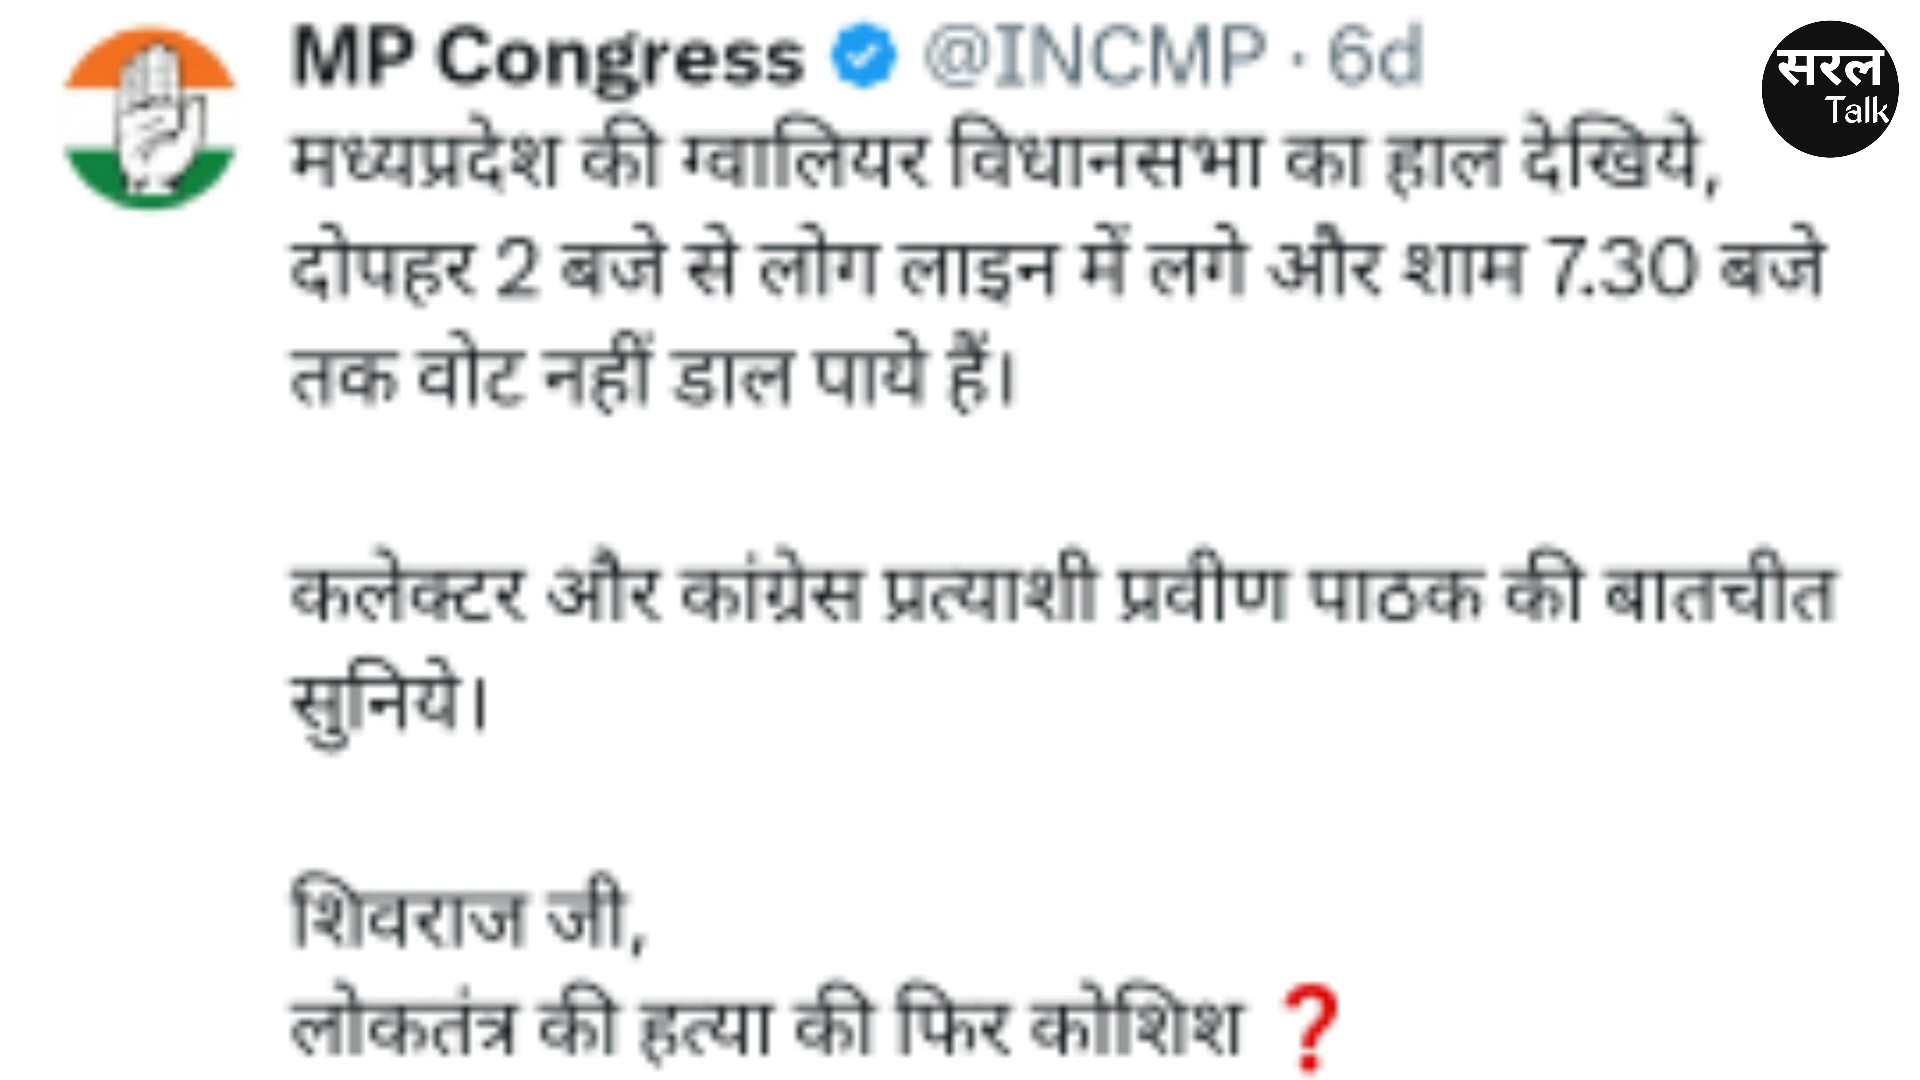 MP Congress @INCMP · 6d
सरल
Talk
मध्यप्रदेश की ग्वालियर विधानसभा का हाल देखिये,
दोपहर 2 बजे से लोग लाइन में लगे और शाम 7.30 बजे
तक वोट नहीं डाल पाये हैं।
कलेक्टर और कांग्रेस प्रत्याशी प्रवीण पाठक की बातचीत
सुनिये।
शिवराज जी,
लोकतंत्र की हत्या की फिर कोशिश ❓